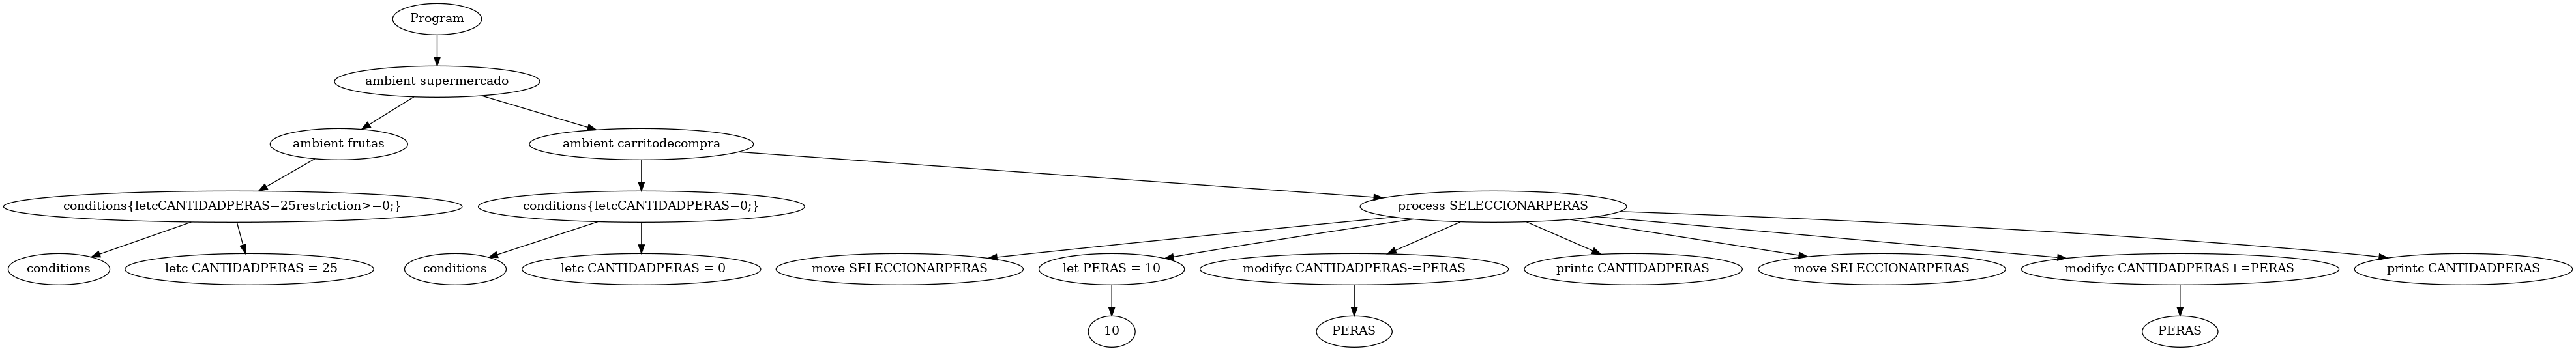 Program
ambient supermercado
ambient frutas
ambient carritodecompra
conditions{letcCANTIDADPERAS=25restriction>=0;}
conditions{letcCANTIDADPERAS=0;}
process SELECCIONARPERAS
conditions
letc CANTIDADPERAS = 25
conditions
letc CANTIDADPERAS = 0
move SELECCIONARPERAS
let PERAS = 10
modifyc CANTIDADPERAS-=PERAS
printc CANTIDADPERAS
move SELECCIONARPERAS
modifyc CANTIDADPERAS+=PERAS
printc CANTIDADPERAS
10
PERAS
PERAS